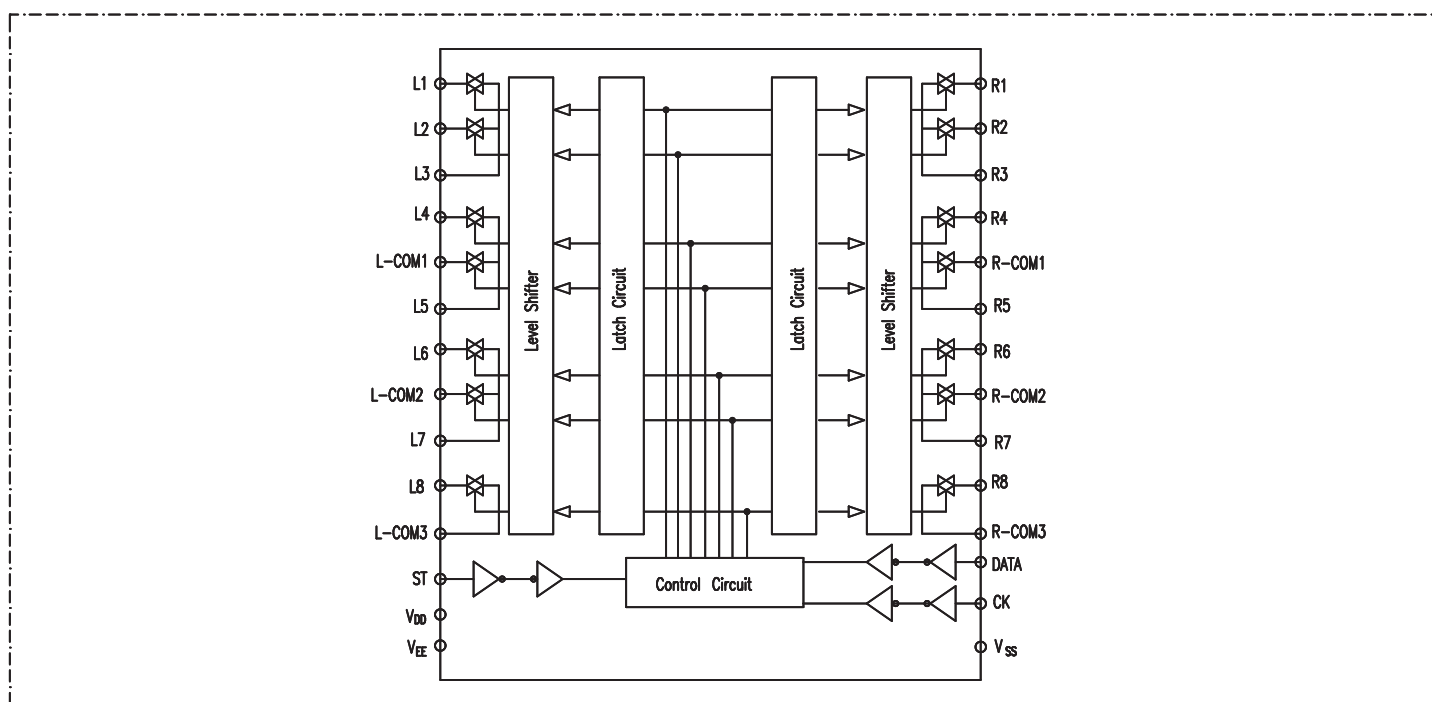 L1
L2
L3
L4
L-COM1
L5
L6
L-COM2
L7
L8
L-COM3
ST
VDD
VEE
Level Shifter
Latch Circuit
Latch Circuit
Level Shifter
Control Circuit
R1
R2
R3
R4
R-COM1
R5
R6
R-COM2
R7
R8
R-COM3
DATA
CK
VSS